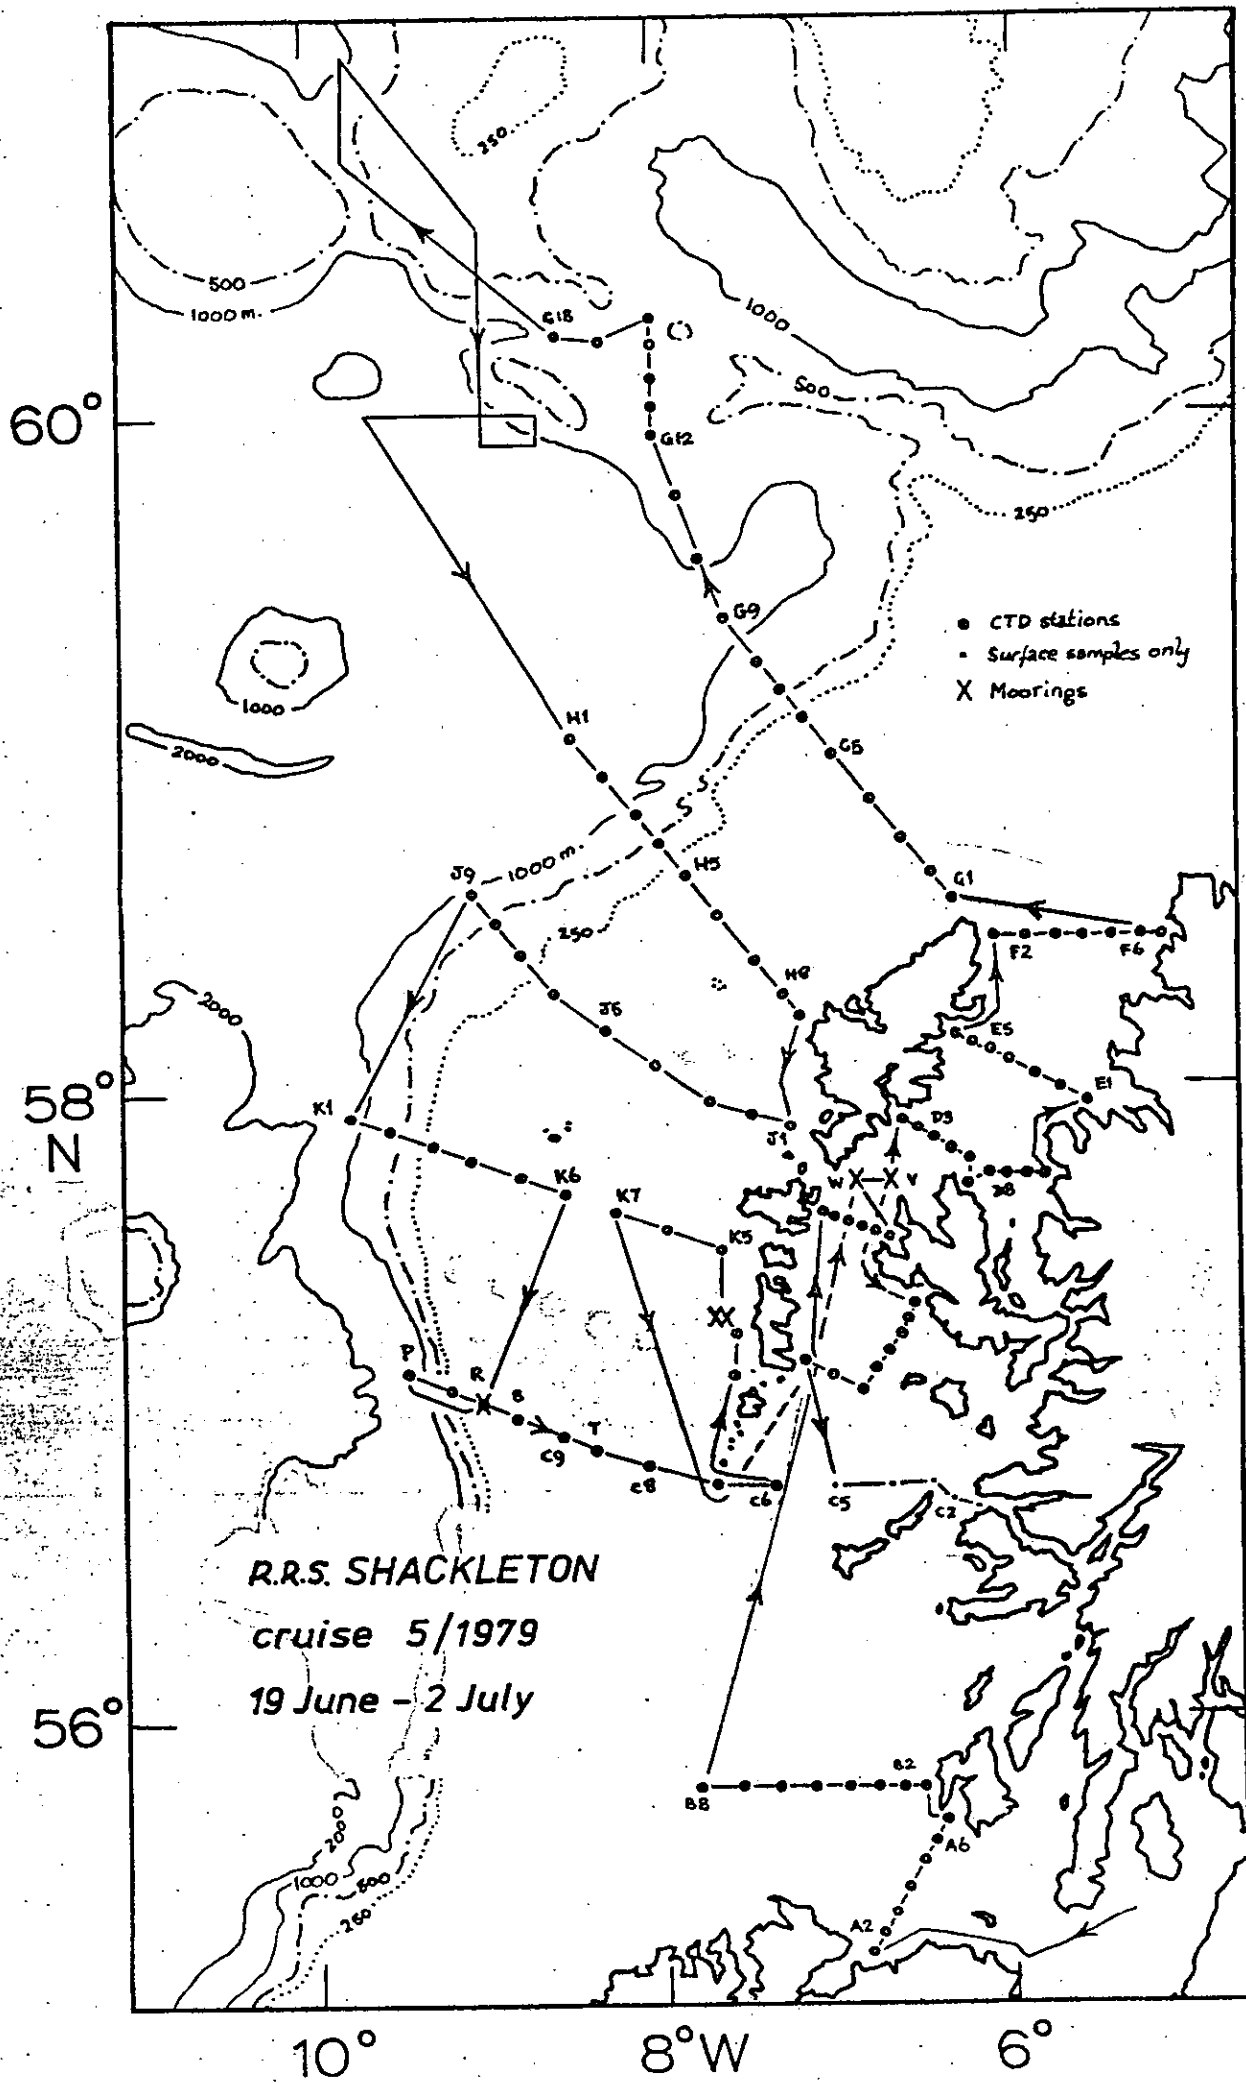 250
500
1000 m.
G18
1000
500
60°
G12
250
G9
CTD stations
Surface samples only
X Moorings
1000
H1
2000
G5
1000 m.
J9
H5
G1
250
H8
F2
F6
2000
J5
E5
58°
N
K1
E1
D3
J1
K6
W
V
D8
K7
K5
P
R
S
T
C9
C8
C6
C5
C2
R.R.S. SHACKLETON
cruise 5/1979
19 June - 2 July
56°
B2
B8
A6
2000
1000
500
250
A2
10°
8°W
6°